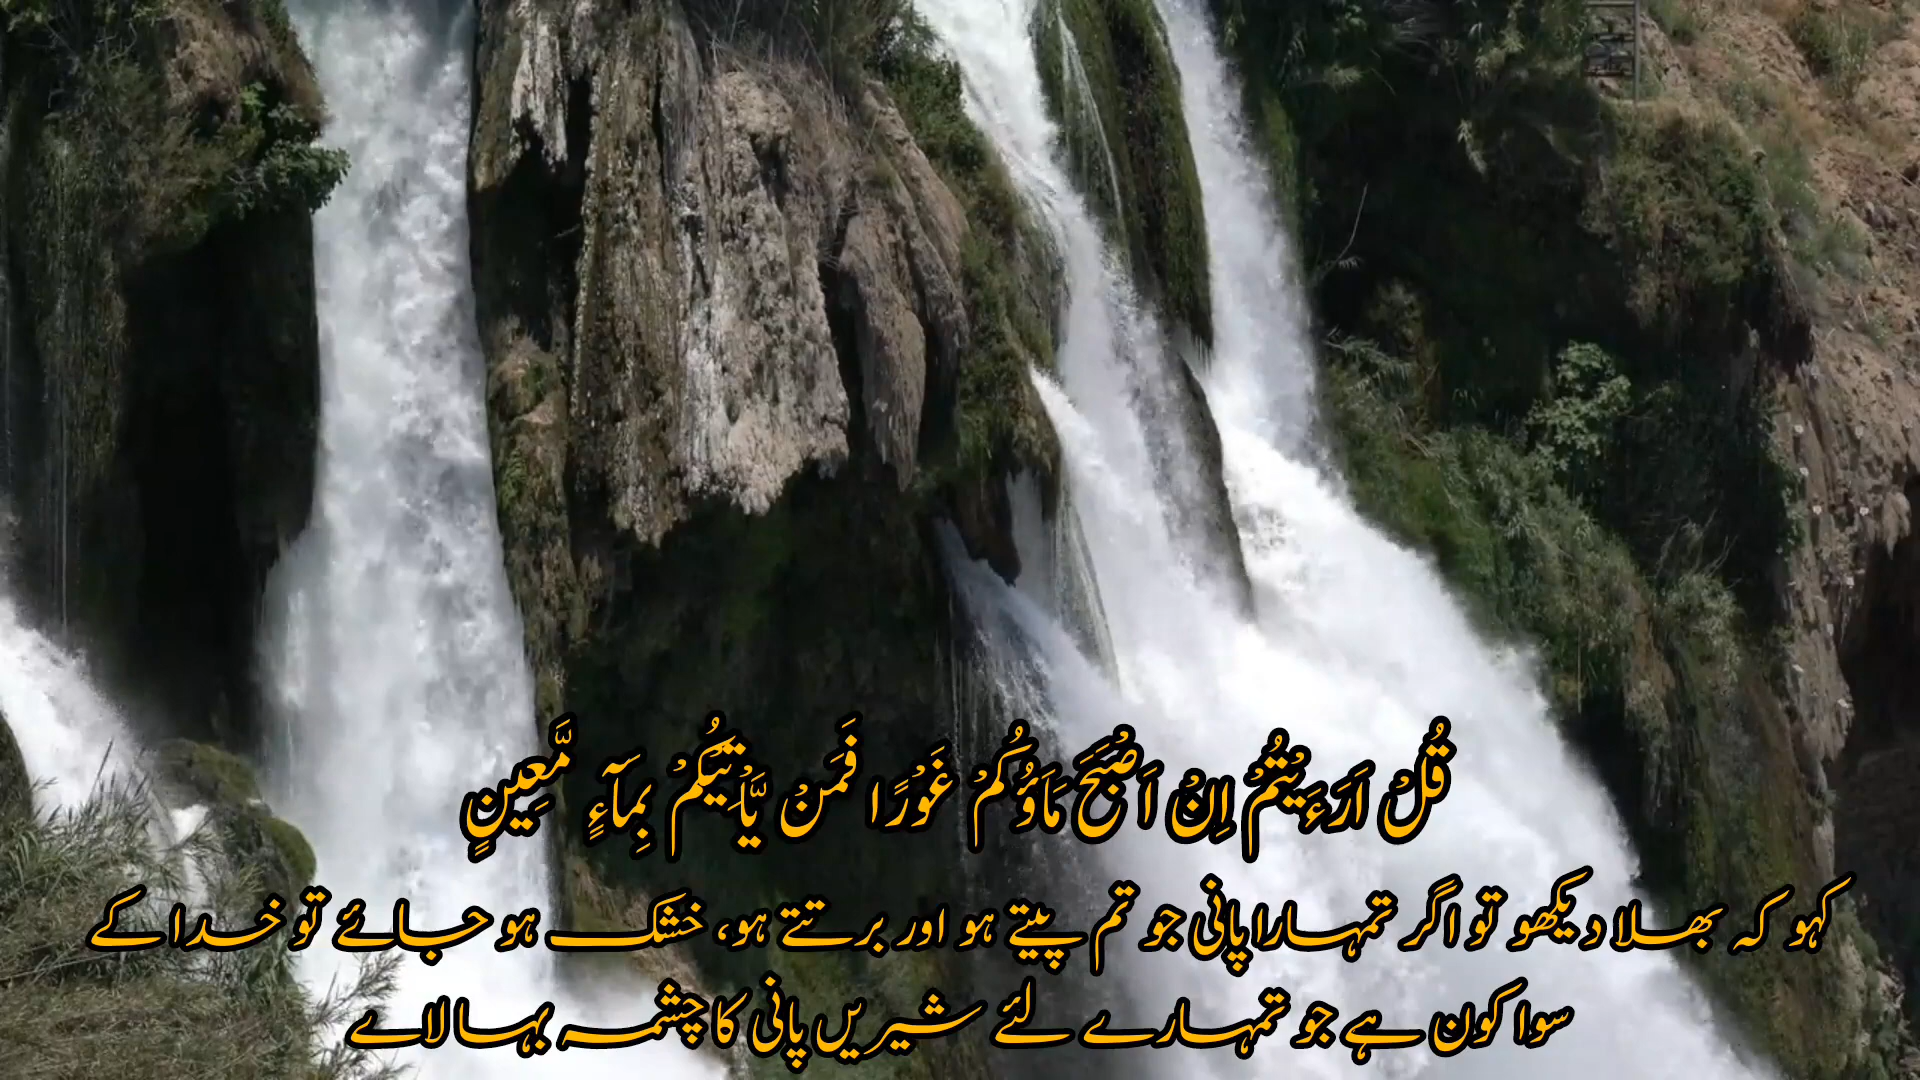 قُلْ اَرَءَيْتُمْ اِنْ اَصْبَحَ مَاؤُكُمْ غَوْرًا فَمَنْ يَّاْتِيْكُمْ بِمَآءٍ مَّعِيْنٍ
کہو کہ بھلا دیکھو تو اگر تمہارا پانی جو تم پیتے ہو اور برتتے ہو، خشک ہو جائے تو خدا کے
سوا کون ہے جو تمہارے لئے شیریں پانی کا چشمہ بہا لائے